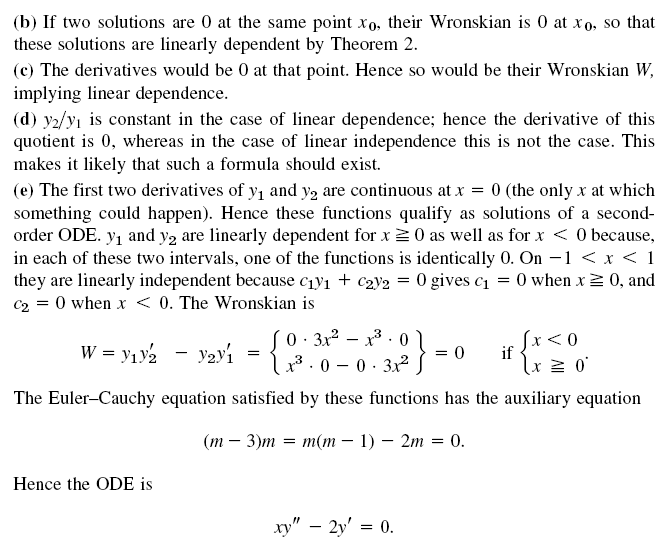 (b) If two solutions are 0 at the same point x₀, their Wronskian is 0 at x₀, so that
these solutions are linearly dependent by Theorem 2.
(c) The derivatives would be 0 at that point. Hence so would be their Wronskian W,
implying linear dependence.
(d) y₂/y₁ is constant in the case of linear dependence; hence the derivative of this
quotient is 0, whereas in the case of linear independence this is not the case. This
makes it likely that such a formula should exist.
(e) The first two derivatives of y₁ and y₂ are continuous at x = 0 (the only x at which
something could happen). Hence these functions qualify as solutions of a second-
order ODE. y₁ and y₂ are linearly dependent for x ≧ 0 as well as for x < 0 because,
in each of these two intervals, one of the functions is identically 0. On −1 < x < 1
they are linearly independent because c₁y₁ + c₂y₂ = 0 gives c₁ = 0 when x ≧ 0, and
c₂ = 0 when x < 0. The Wronskian is
W = y₁y₂′ − y₂y₁′ = { 0 · 3x² − x³ · 0
x³ · 0 − 0 · 3x² } = 0 if { x < 0
x ≧ 0 .
The Euler–Cauchy equation satisfied by these functions has the auxiliary equation
(m − 3)m = m(m − 1) − 2m = 0.
Hence the ODE is
xy″ − 2y′ = 0.